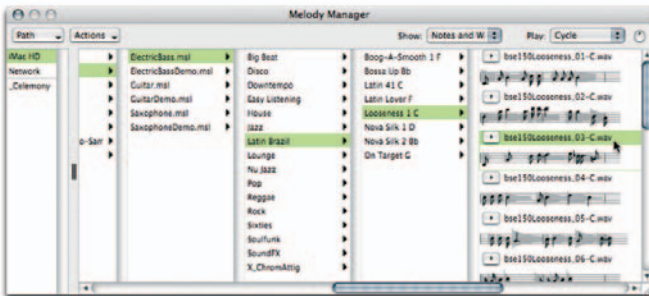 Melody Manager
Path
Actions
Show: Notes and W
Play: Cycle
iMac HD
Network
_Celemony
o-Sam
ElectricBass.msl
ElectricBassDemo.msl
Guitar.msl
GuitarDemo.msl
Saxophone.msl
SaxophoneDemo.msl
Big Beat
Disco
Downtempo
Easy Listening
House
Jazz
Latin Brazil
Lounge
Nu Jazz
Pop
Reggae
Rock
Sixties
Soulfunk
SoundFX
X_ChromAttig
Boog-A-Smooth 1 F
Bossa Up Bb
Latin 41 C
Latin Lover F
Looseness 1 C
Nova Silk 1 D
Nova Silk 2 Bb
On Target G
bse150Looseness_01-C.wav
bse150Looseness_02-C.wav
bse150Looseness_03-C.wav
bse150Looseness_04-C.wav
bse150Looseness_05-C.wav
bse150Looseness_06-C.wav